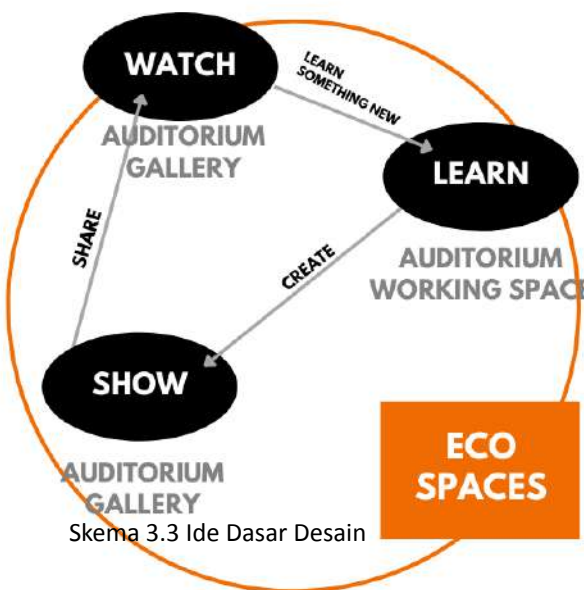 WATCH
AUDITORIUM
GALLERY
LEARN
SOMETHING NEW
LEARN
AUDITORIUM
WORKING SPACE
SHARE
CREATE
SHOW
AUDITORIUM
GALLERY
ECO
SPACES
Skema 3.3 Ide Dasar Desain